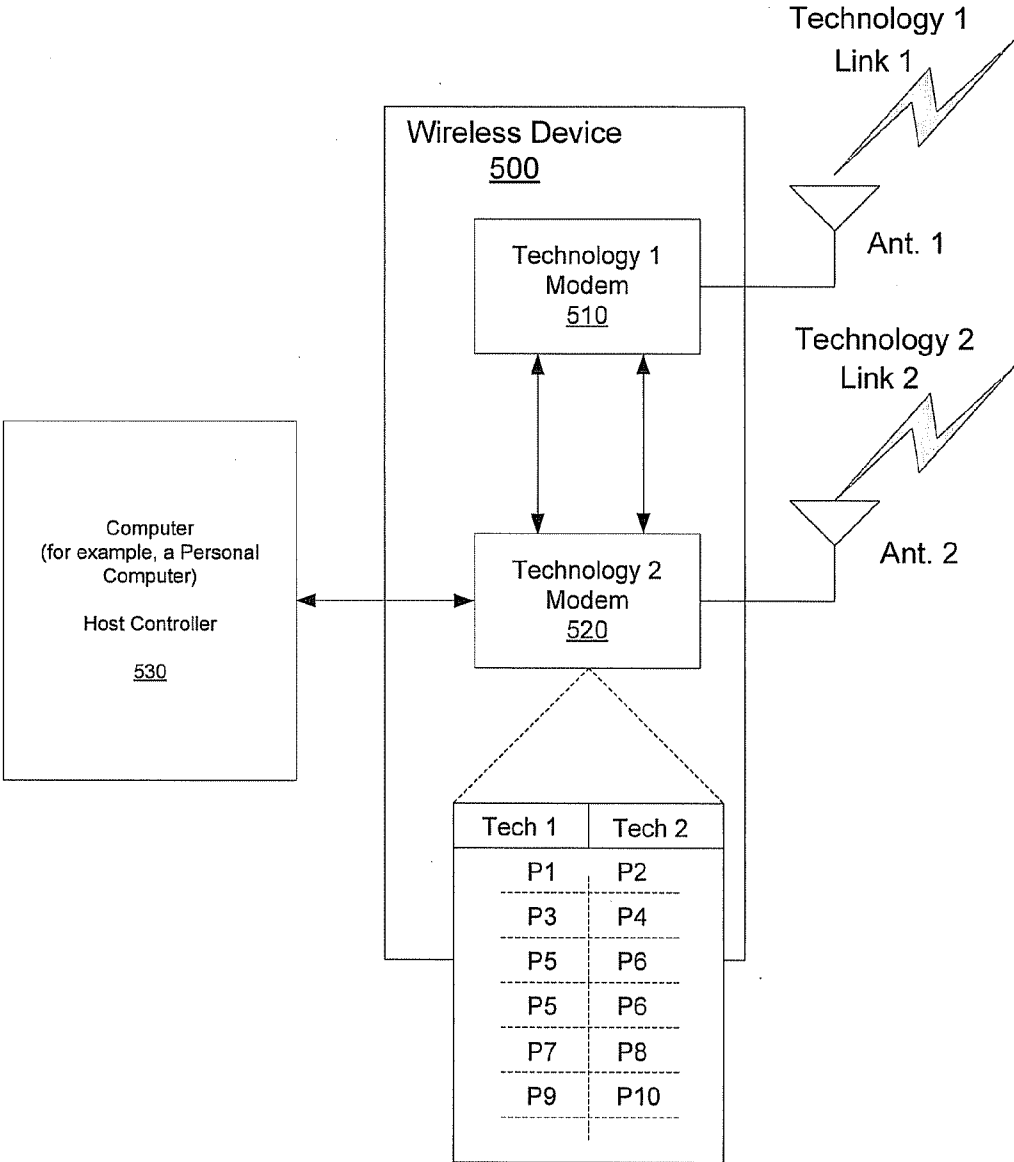 Technology 1
Link 1
Wireless Device
500
Technology 1
Modem
510
Ant. 1
Technology 2
Link 2
Computer
(for example, a Personal
Computer)
Host Controller
530
Technology 2
Modem
520
Ant. 2
Tech 1 Tech 2
P1 P2
P3 P4
P5 P6
P5 P6
P7 P8
P9 P10